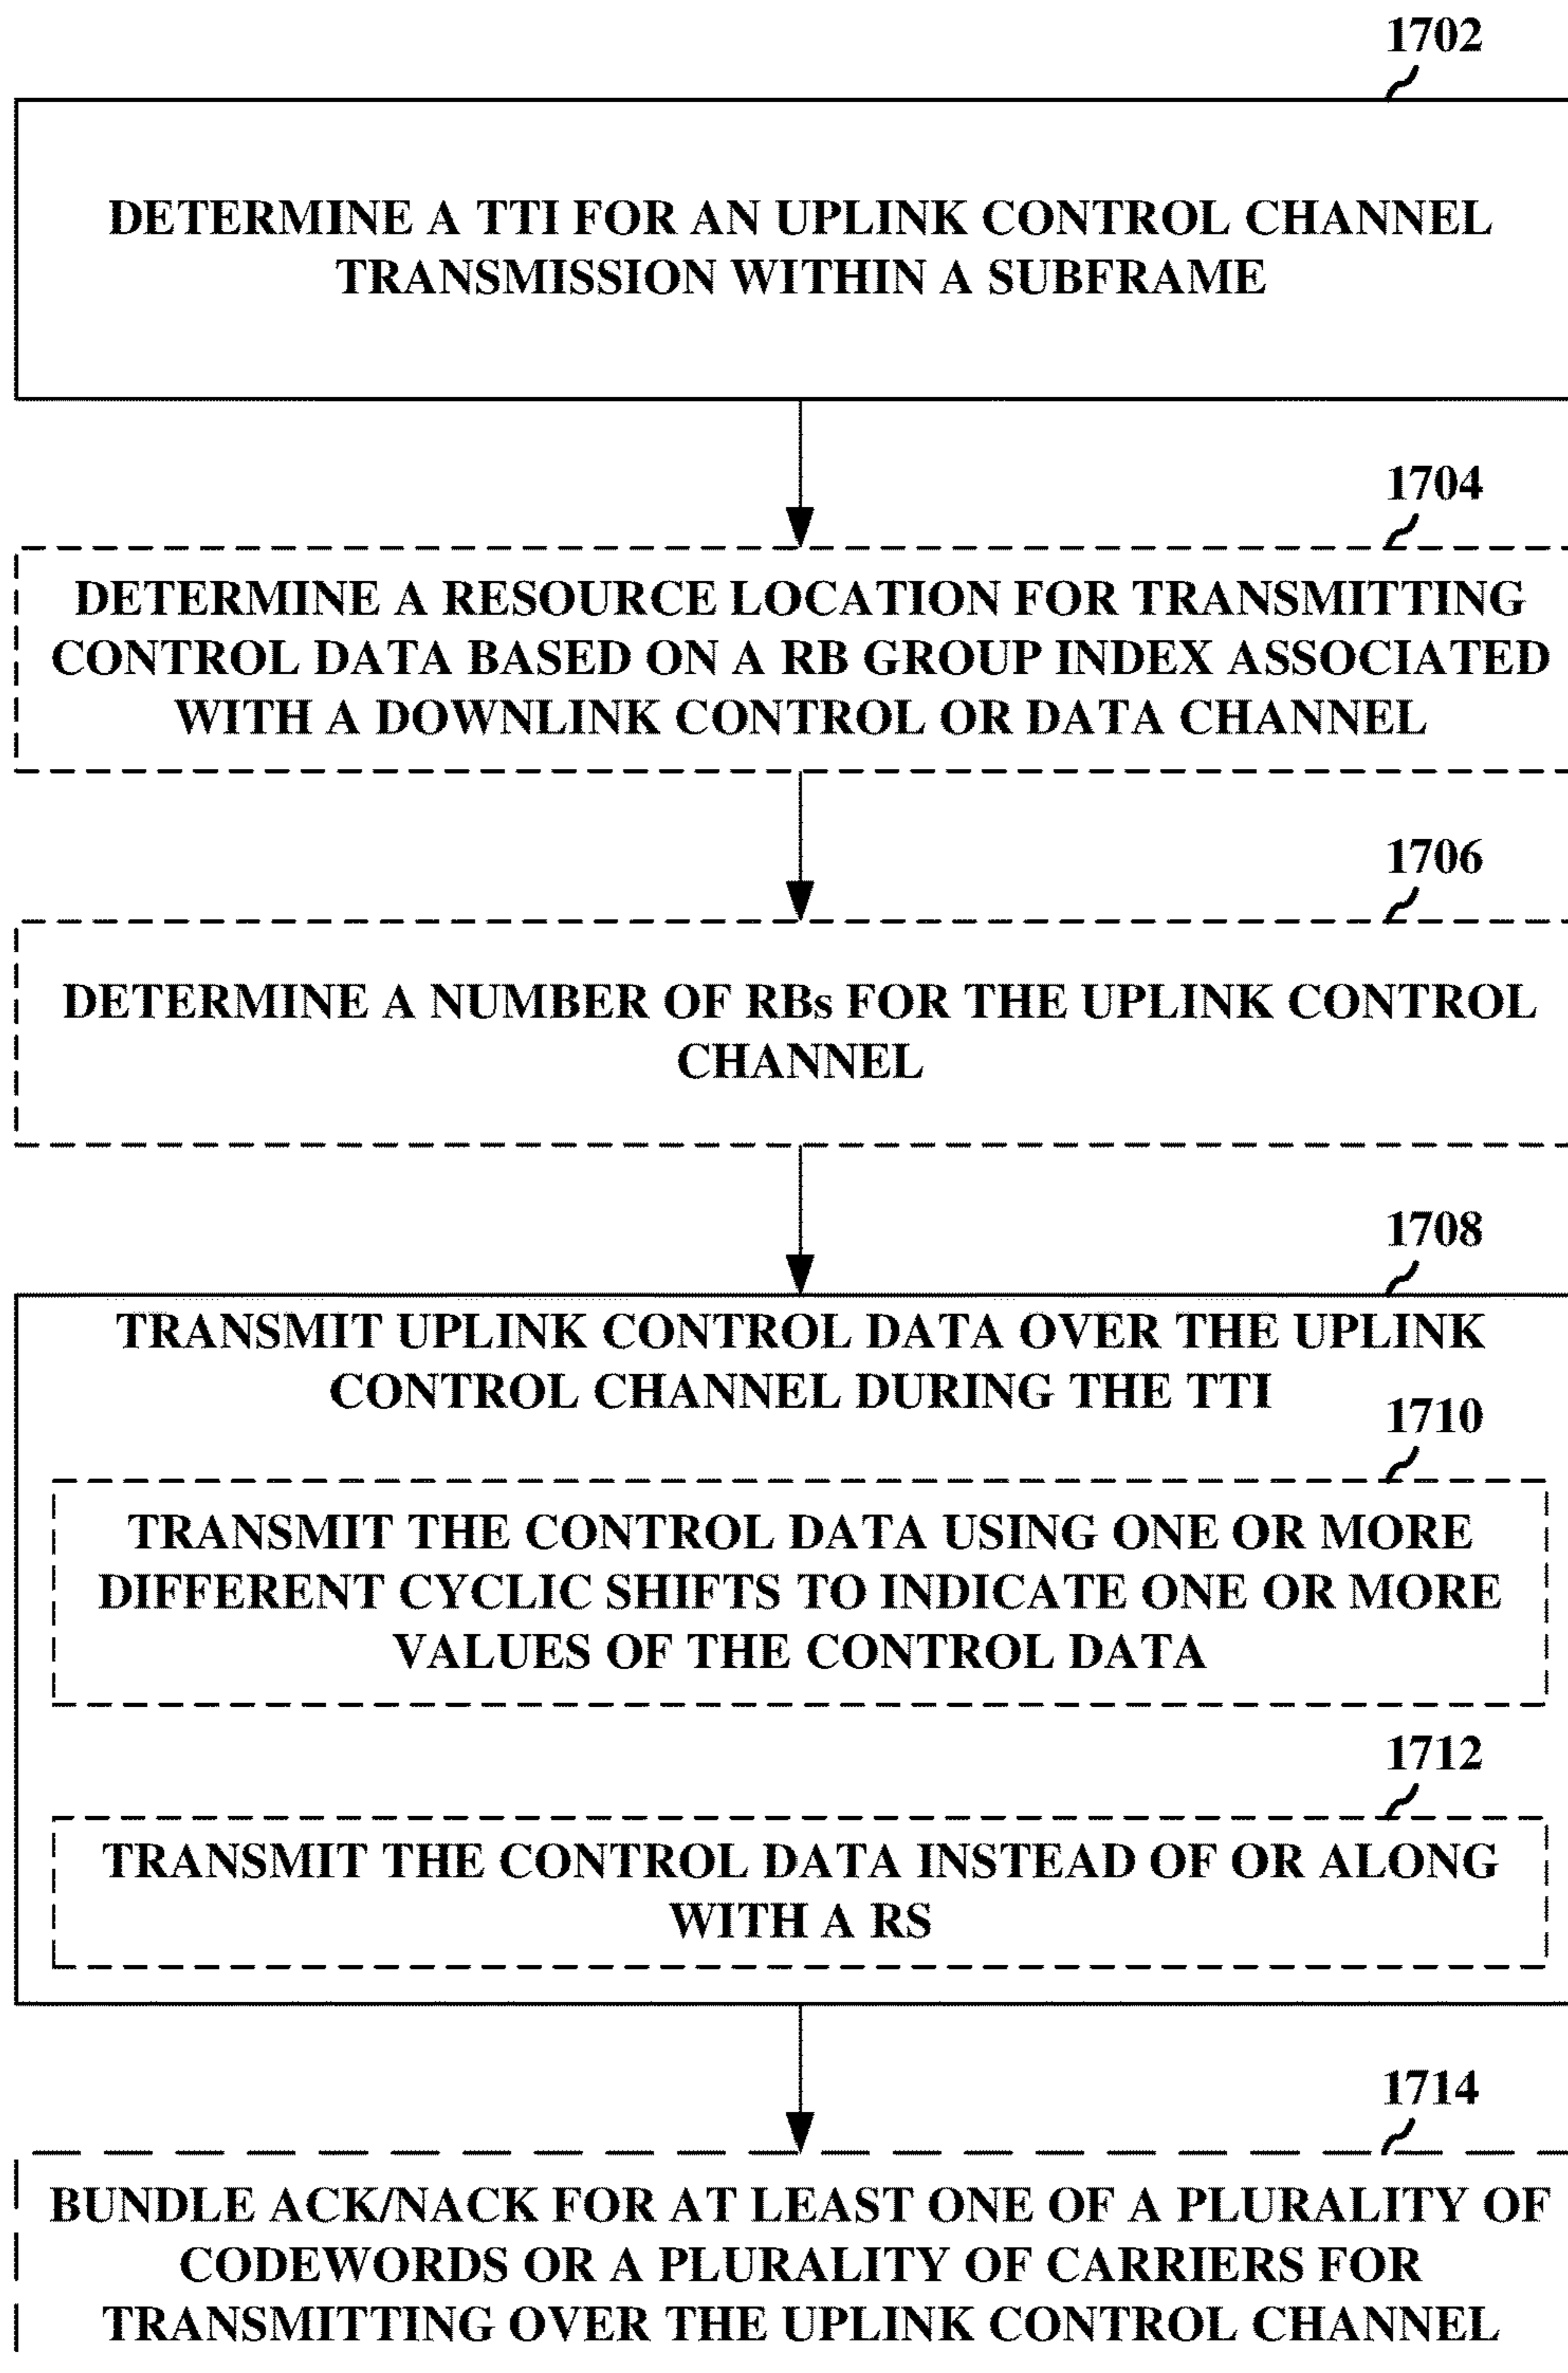 1702
DETERMINE A TTI FOR AN UPLINK CONTROL CHANNEL
TRANSMISSION WITHIN A SUBFRAME
1704
DETERMINE A RESOURCE LOCATION FOR TRANSMITTING
CONTROL DATA BASED ON A RB GROUP INDEX ASSOCIATED
WITH A DOWNLINK CONTROL OR DATA CHANNEL
1706
DETERMINE A NUMBER OF RBs FOR THE UPLINK CONTROL
CHANNEL
1708
TRANSMIT UPLINK CONTROL DATA OVER THE UPLINK
CONTROL CHANNEL DURING THE TTI
1710
TRANSMIT THE CONTROL DATA USING ONE OR MORE
DIFFERENT CYCLIC SHIFTS TO INDICATE ONE OR MORE
VALUES OF THE CONTROL DATA
1712
TRANSMIT THE CONTROL DATA INSTEAD OF OR ALONG
WITH A RS
1714
BUNDLE ACK/NACK FOR AT LEAST ONE OF A PLURALITY OF
CODEWORDS OR A PLURALITY OF CARRIERS FOR
TRANSMITTING OVER THE UPLINK CONTROL CHANNEL